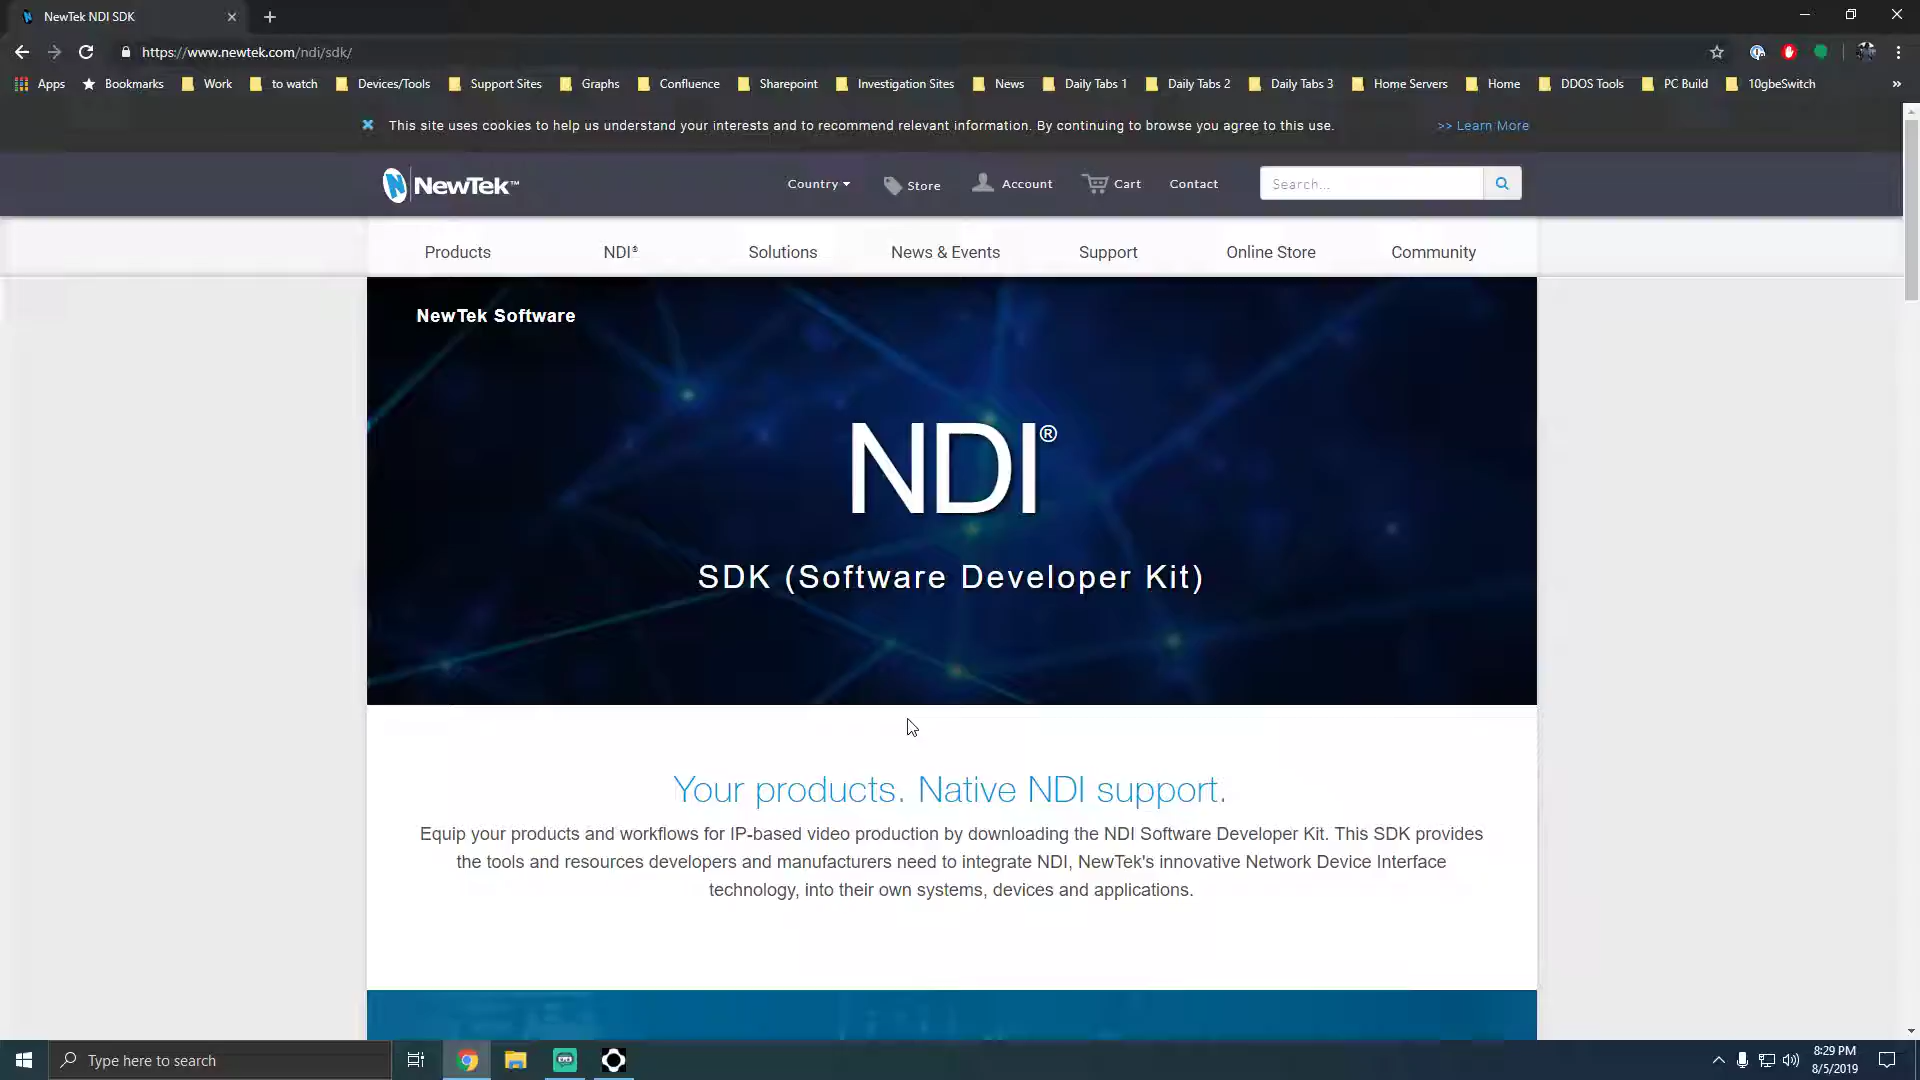 NewTek NDI SDK
https://www.newtek.com/ndi/sdk/
Apps Bookmarks Work to watch Devices/Tools Support Sites Graphs Confluence Sharepoint Investigation Sites News Daily Tabs 1 Daily Tabs 2 Daily Tabs 3 Home Servers Home DDOS Tools PC Build 10gbeSwitch »
This site uses cookies to help us understand your interests and to recommend relevant information. By continuing to browse you agree to this use. >> Learn More
NewTek™ Country Store Account Cart Contact Search...
Products NDI® Solutions News & Events Support Online Store Community
NewTek Software
NDI®
SDK (Software Developer Kit)
Your products. Native NDI support.
Equip your products and workflows for IP-based video production by downloading the NDI Software Developer Kit. This SDK provides
the tools and resources developers and manufacturers need to integrate NDI, NewTek's innovative Network Device Interface
technology, into their own systems, devices and applications.
Type here to search
8:29 PM
8/5/2019